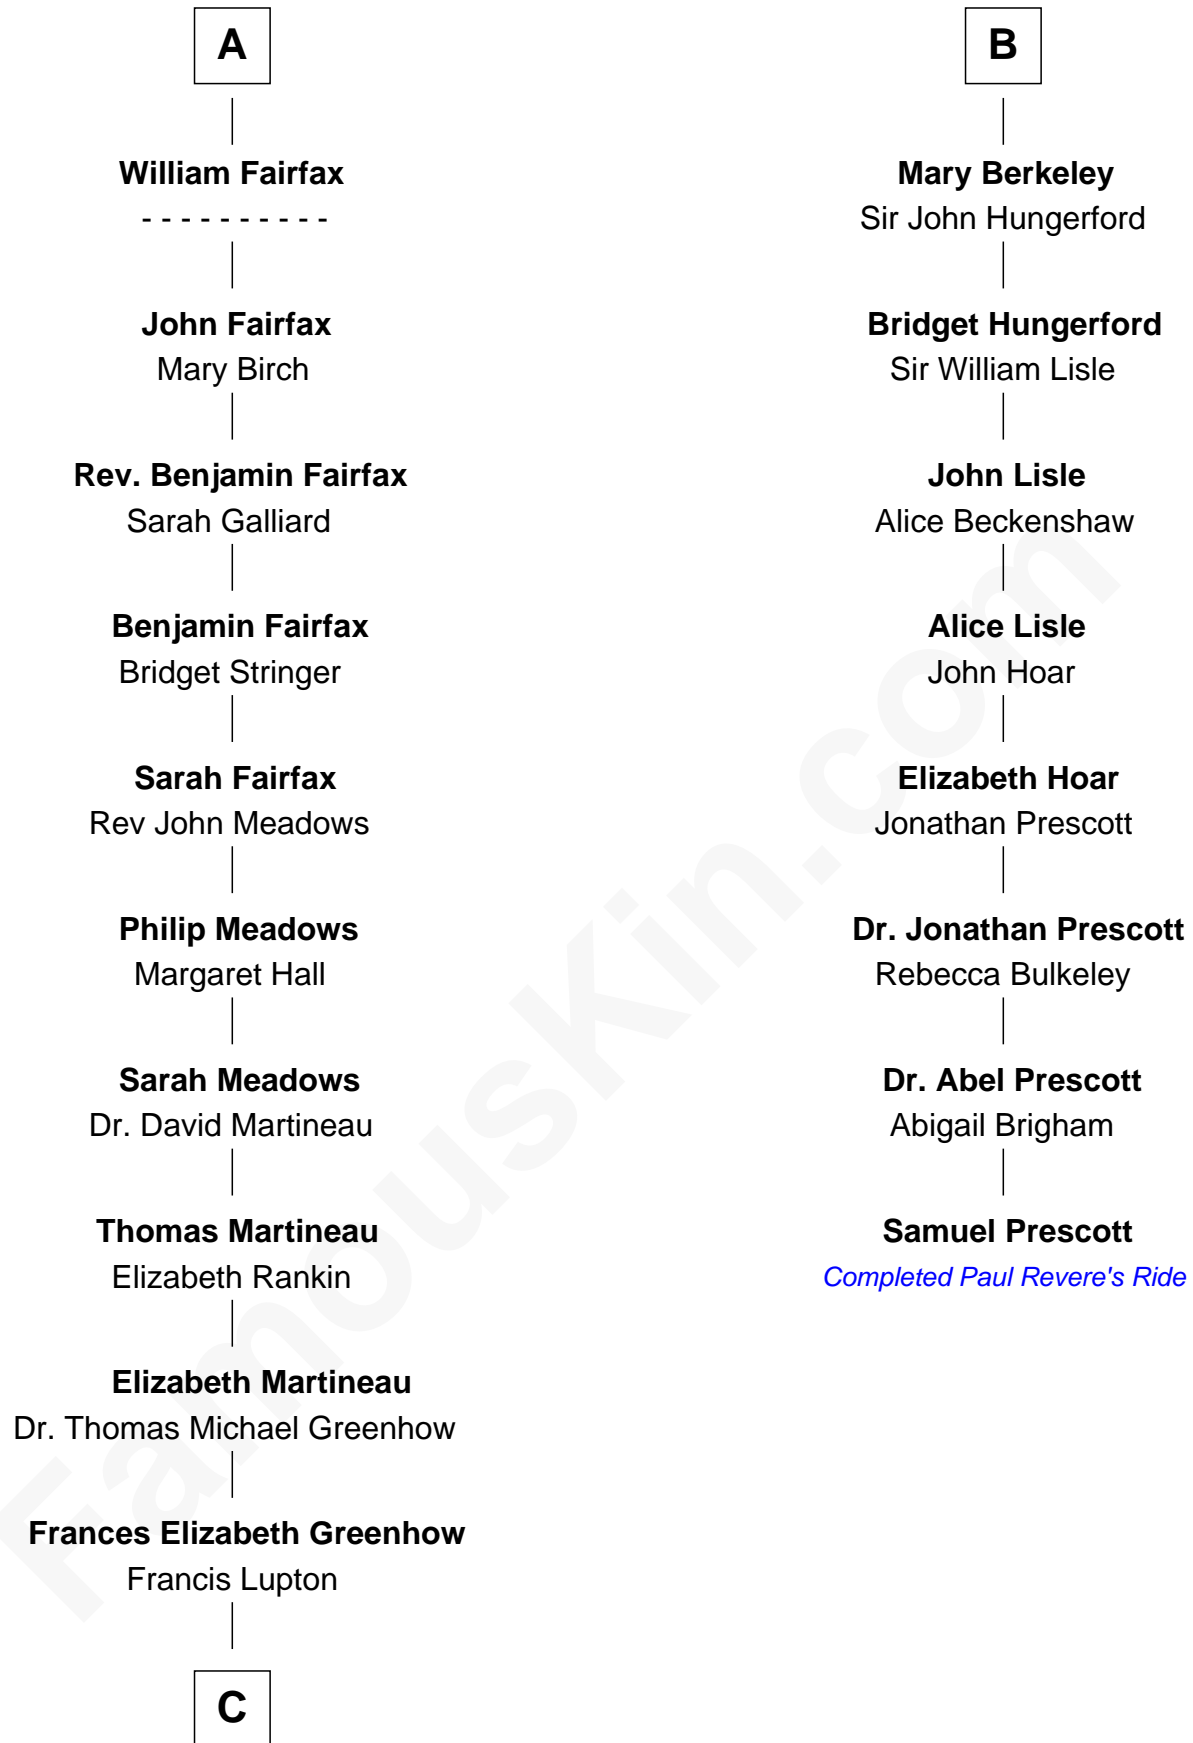 A
William Fairfax
- - - - - - - - - -
John Fairfax
Mary Birch
Rev. Benjamin Fairfax
Sarah Galliard
Benjamin Fairfax
Bridget Stringer
Sarah Fairfax
Rev John Meadows
Philip Meadows
Margaret Hall
Sarah Meadows
Dr. David Martineau
Thomas Martineau
Elizabeth Rankin
Elizabeth Martineau
Dr. Thomas Michael Greenhow
Frances Elizabeth Greenhow
Francis Lupton
C
B
Mary Berkeley
Sir John Hungerford
Bridget Hungerford
Sir William Lisle
John Lisle
Alice Beckenshaw
Alice Lisle
John Hoar
Elizabeth Hoar
Jonathan Prescott
Dr. Jonathan Prescott
Rebecca Bulkeley
Dr. Abel Prescott
Abigail Brigham
Samuel Prescott
Completed Paul Revere's Ride
FamousKin.com